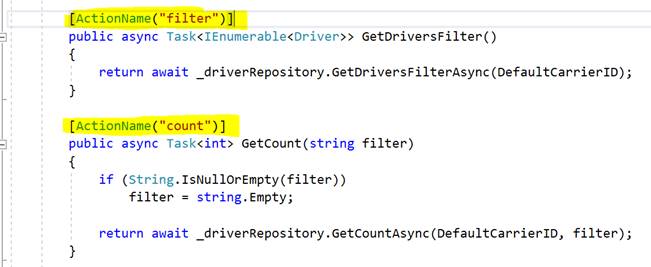 [ActionName("filter")]
public async Task<IEnumerable<Driver>> GetDriversFilter()
{
return await _driverRepository.GetDriversFilterAsync(DefaultCarrierID);
}
[ActionName("count")]
public async Task<int> GetCount(string filter)
{
if (String.IsNullOrEmpty(filter))
filter = string.Empty;
return await _driverRepository.GetCountAsync(DefaultCarrierID, filter);
}